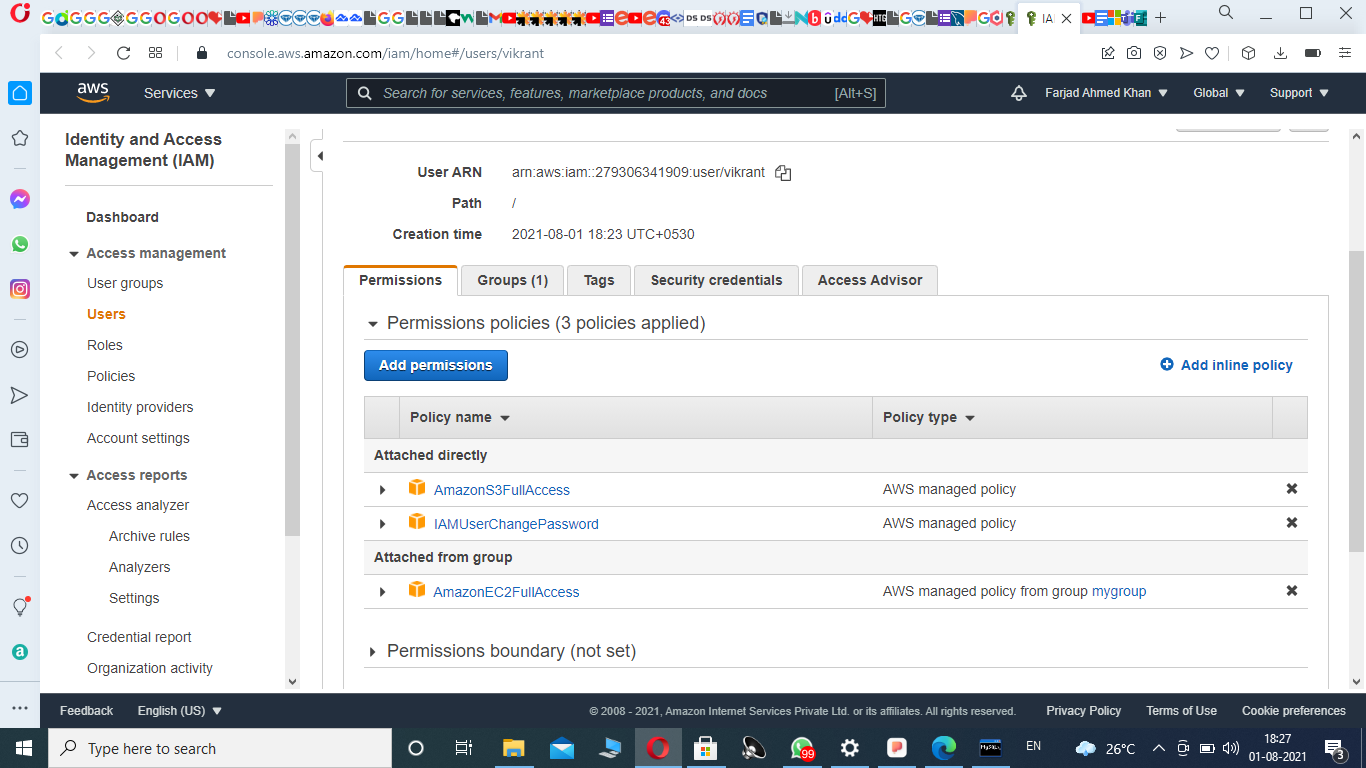 console.aws.amazon.com/iam/home#/users/vikrant
IA
43
DS DS
aws
Services
Search for services, features, marketplace products, and docs
[Alt+S]
Farjad Ahmed Khan
Global
Support
Identity and Access
Management (IAM)
Dashboard
Access management
User groups
Users
Roles
Policies
Identity providers
Account settings
Access reports
Access analyzer
Archive rules
Analyzers
Settings
Credential report
Organization activity
User ARN
arn:aws:iam::279306341909:user/vikrant
Path
/
Creation time
2021-08-01 18:23 UTC+0530
Permissions
Groups (1)
Tags
Security credentials
Access Advisor
Permissions policies (3 policies applied)
Add permissions
Add inline policy
Policy name
Policy type
Attached directly
AmazonS3FullAccess
AWS managed policy
IAMUserChangePassword
AWS managed policy
Attached from group
AmazonEC2FullAccess
AWS managed policy from group mygroup
Permissions boundary (not set)
Feedback
English (US)
© 2008 - 2021, Amazon Internet Services Private Ltd. or its affiliates. All rights reserved.
Privacy Policy
Terms of Use
Cookie preferences
Type here to search
99
EN
26°C
18:27
01-08-2021
3